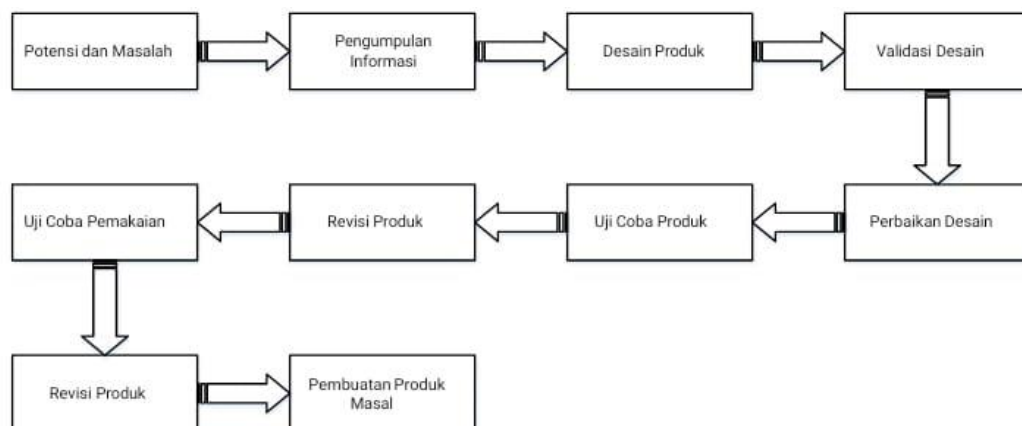 Potensi dan Masalah
Pengumpulan
Informasi
Desain Produk
Validasi Desain
Perbaikan Desain
Uji Coba Produk
Revisi Produk
Uji Coba Pemakaian
Revisi Produk
Pembuatan Produk
Masal